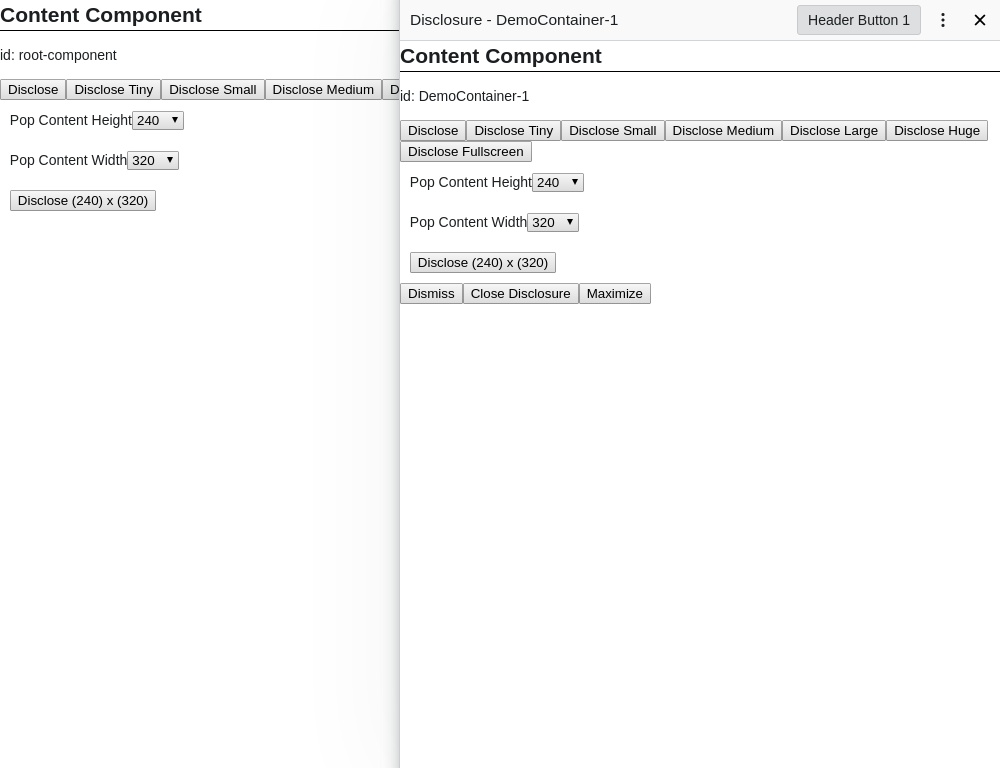 Content Component
id: root-component
Disclose Disclose Tiny Disclose Small Disclose Medium D
Pop Content Height 240
Pop Content Width 320
Disclose (240) x (320)
Disclosure - DemoContainer-1 Header Button 1
Content Component
id: DemoContainer-1
Disclose Disclose Tiny Disclose Small Disclose Medium Disclose Large Disclose Huge
Disclose Fullscreen
Pop Content Height 240
Pop Content Width 320
Disclose (240) x (320)
Dismiss Close Disclosure Maximize